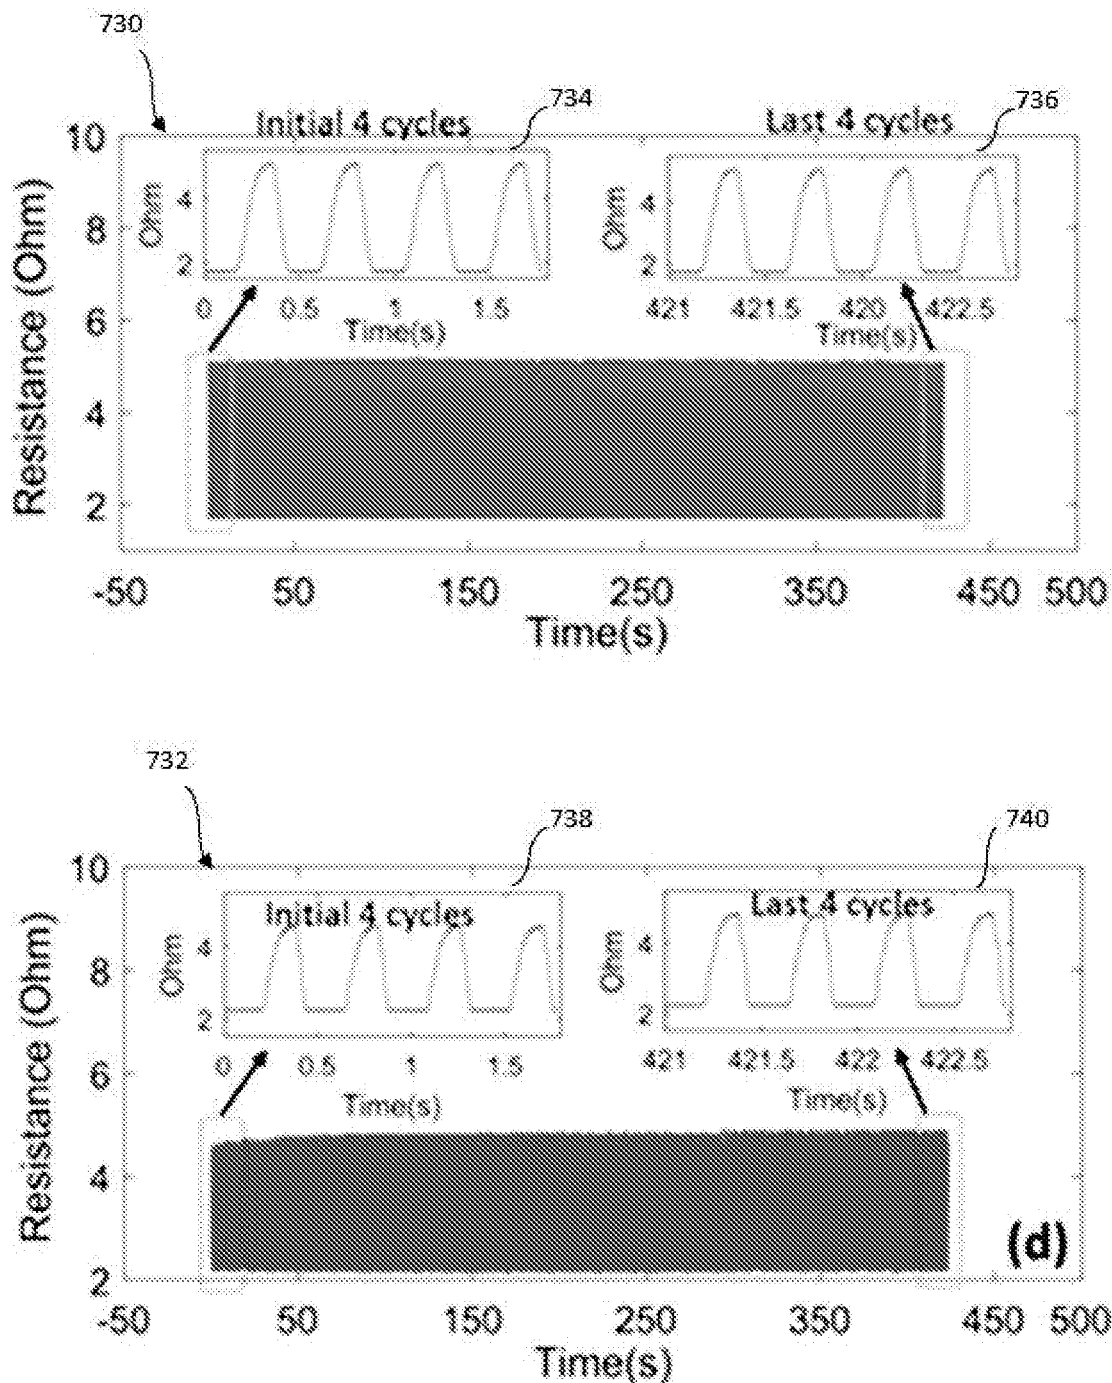 730
734
736
Initial 4 cycles
Last 4 cycles
10
8
6
4
2
Resistance (Ohm)
Ohm
4
2
0 0.5 1 1.5
Time(s)
Ohm
4
2
421 421.5 420 422.5
Time(s)
-50 50 150 250 350 450 500
Time(s)
732
738
740
10
8
6
4
2
Resistance (Ohm)
Initial 4 cycles
Last 4 cycles
Ohm
4
2
0 0.5 1 1.5
Time(s)
Ohm
4
2
421 421.5 422 422.5
Time(s)
(d)
-50 50 150 250 350 450 500
Time(s)